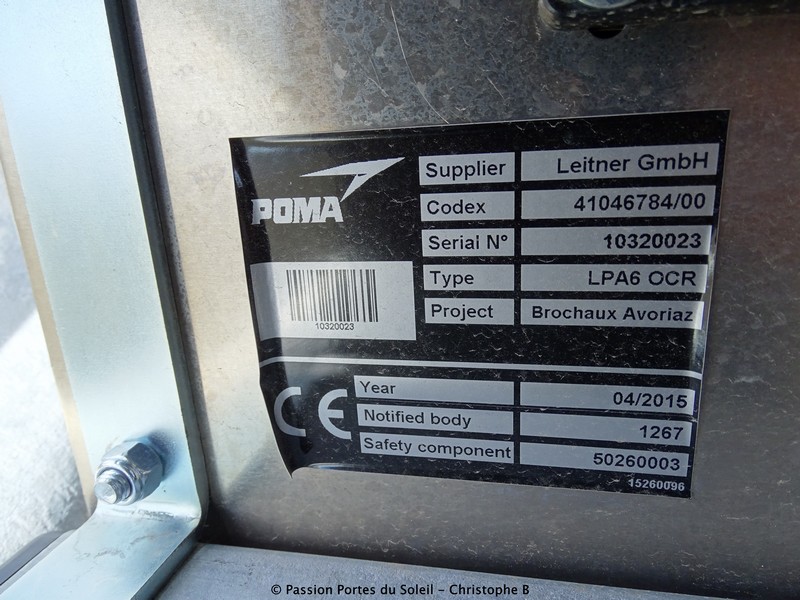 POMA
Supplier Leitner GmbH
Codex 41046784/00
Serial N° 10320023
Type LPA6 OCR
Project Brochaux Avoriaz
10320023
CE
Year 04/2015
Notified body 1267
Safety component 50260003
15260096
© Passion Portes du Soleil - Christophe B